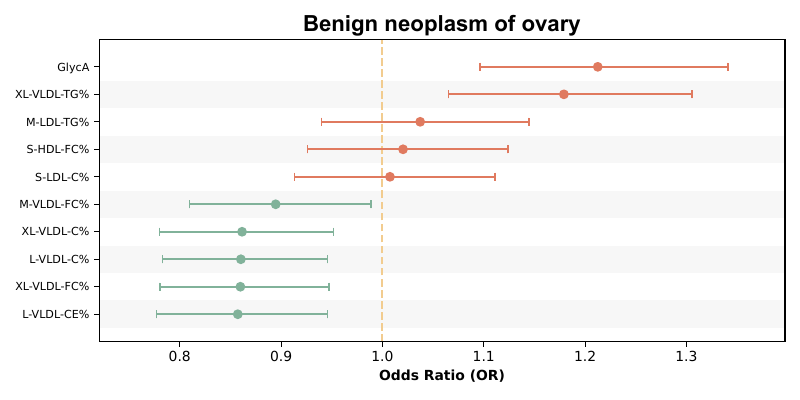 Benign neoplasm of ovary
GlycA
XL-VLDL-TG%
M-LDL-TG%
S-HDL-FC%
S-LDL-C%
M-VLDL-FC%
XL-VLDL-C%
L-VLDL-C%
XL-VLDL-FC%
L-VLDL-CE%
0.8 0.9 1.0 1.1 1.2 1.3
Odds Ratio (OR)